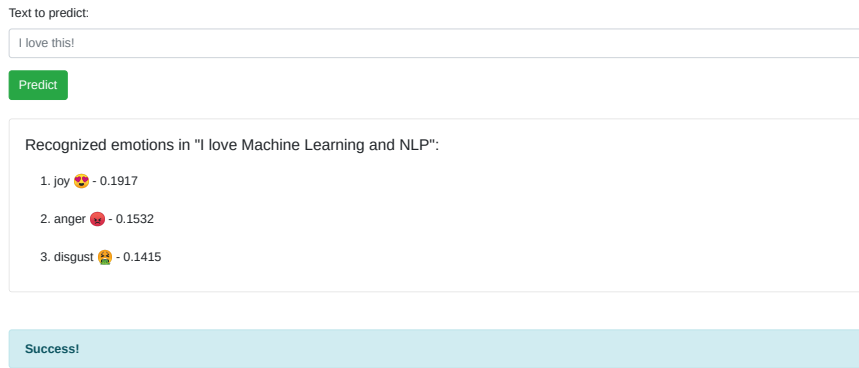 Text to predict:
I love this!
Predict
Recognized emotions in "I love Machine Learning and NLP":
1. joy 😍 - 0.1917
2. anger 😡 - 0.1532
3. disgust 🤮 - 0.1415
Success!